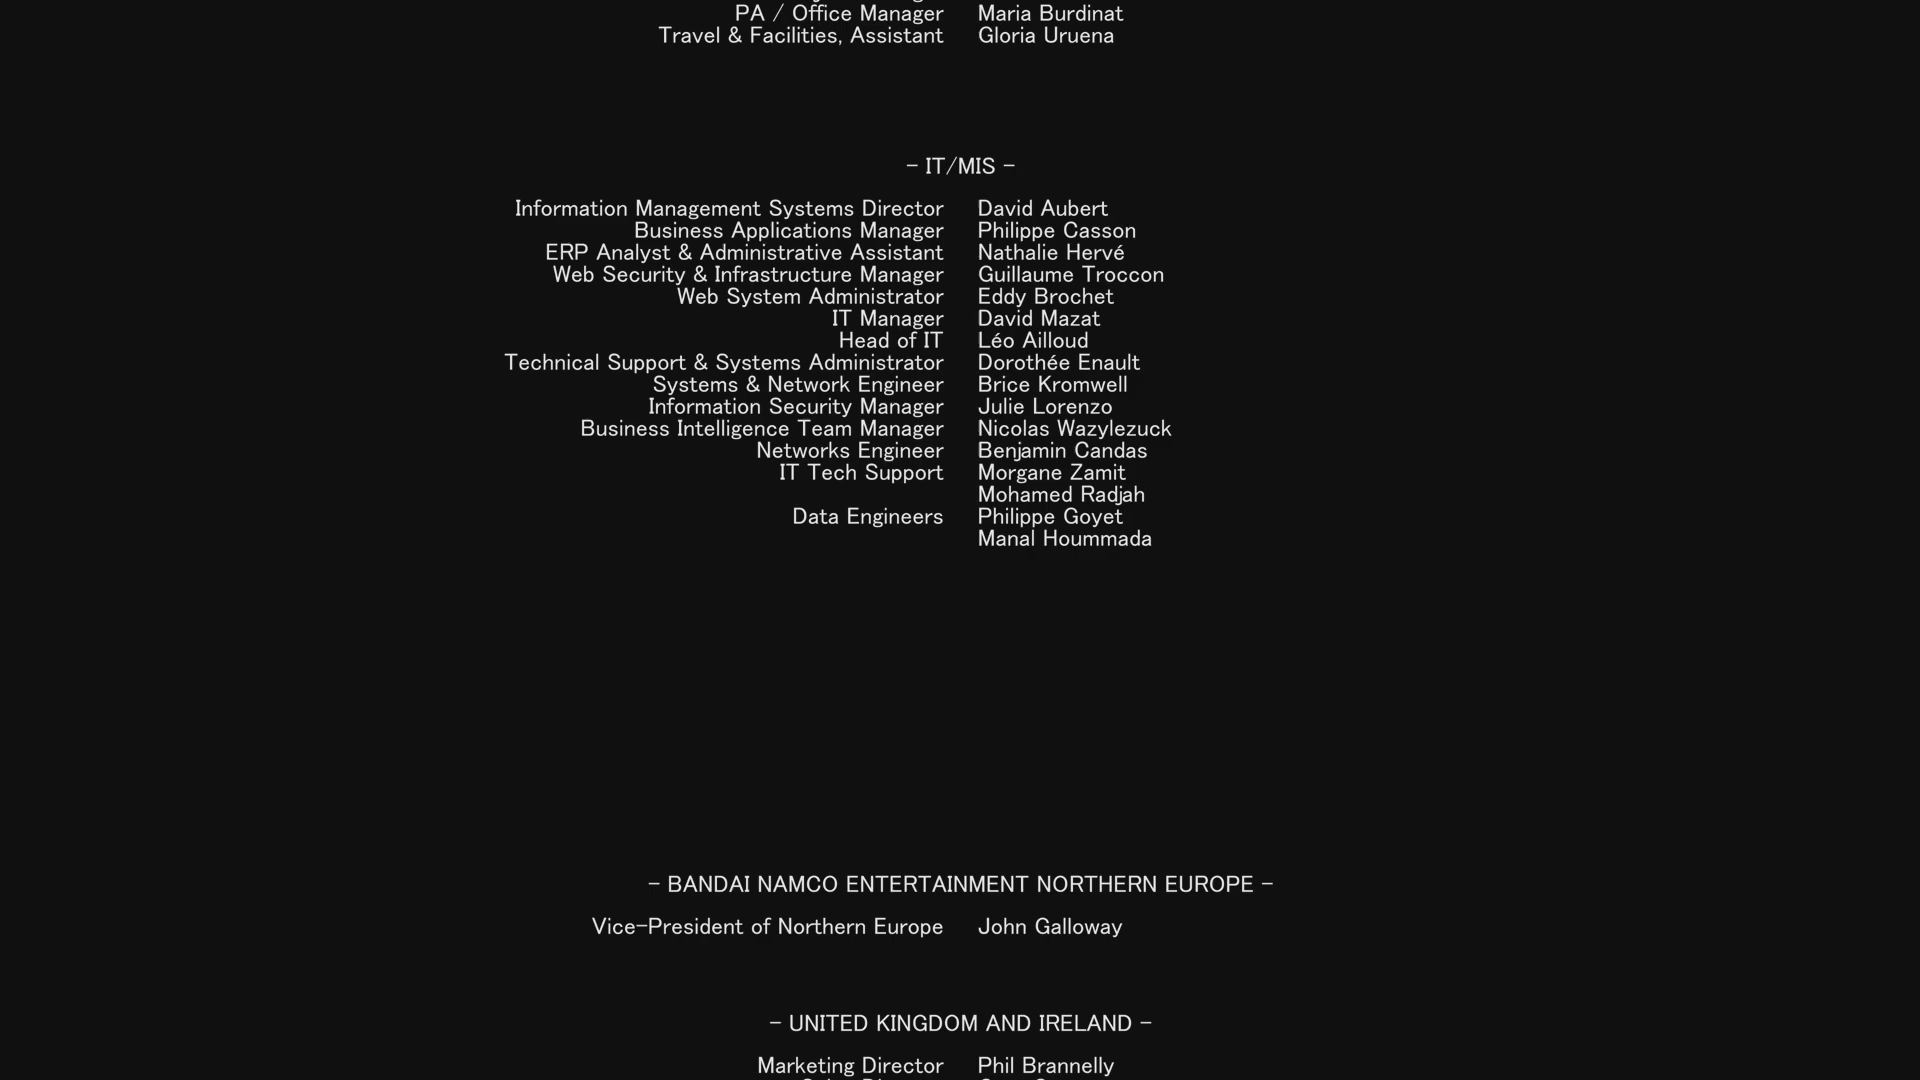 PA / Office Manager Maria Burdinat
Travel & Facilities, Assistant Gloria Uruena
- IT/MIS -
Information Management Systems Director David Aubert
Business Applications Manager Philippe Casson
ERP Analyst & Administrative Assistant Nathalie Hervé
Web Security & Infrastructure Manager Guillaume Troccon
Web System Administrator Eddy Brochet
IT Manager David Mazat
Head of IT Léo Ailloud
Technical Support & Systems Administrator Dorothée Enault
Systems & Network Engineer Brice Kromwell
Information Security Manager Julie Lorenzo
Business Intelligence Team Manager Nicolas Wazylezuck
Networks Engineer Benjamin Candas
IT Tech Support Morgane Zamit
Mohamed Radjah
Data Engineers Philippe Goyet
Manal Hoummada
- BANDAI NAMCO ENTERTAINMENT NORTHERN EUROPE -
Vice-President of Northern Europe John Galloway
- UNITED KINGDOM AND IRELAND -
Marketing Director Phil Brannelly